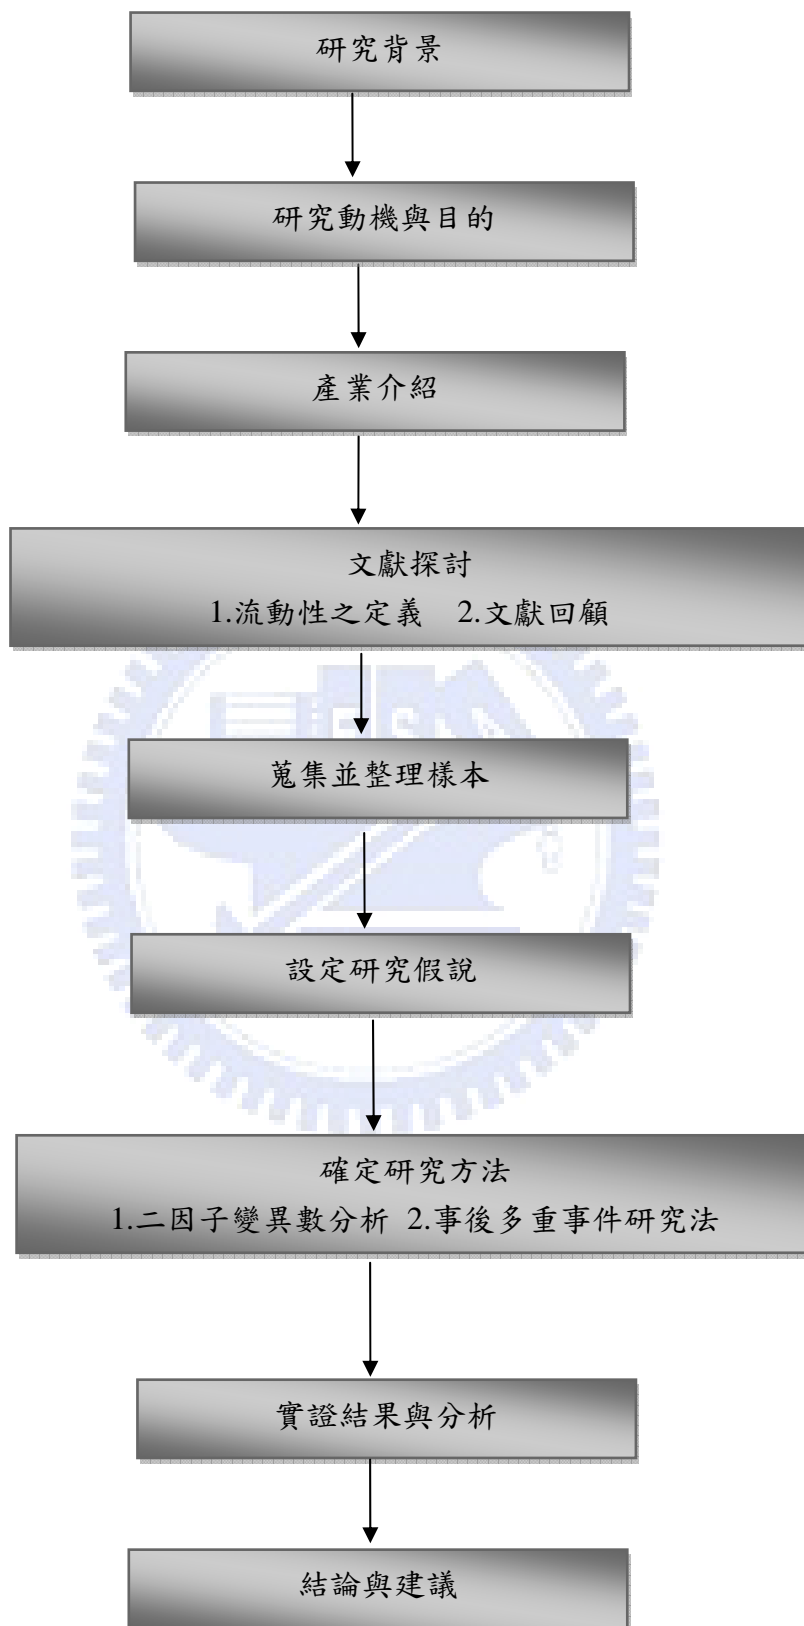 研究背景
研究動機與目的
產業介紹
文獻探討
1.流動性之定義　2.文獻回顧
蒐集並整理樣本
設定研究假說
確定研究方法
1.二因子變異數分析 2.事後多重事件研究法
實證結果與分析
結論與建議